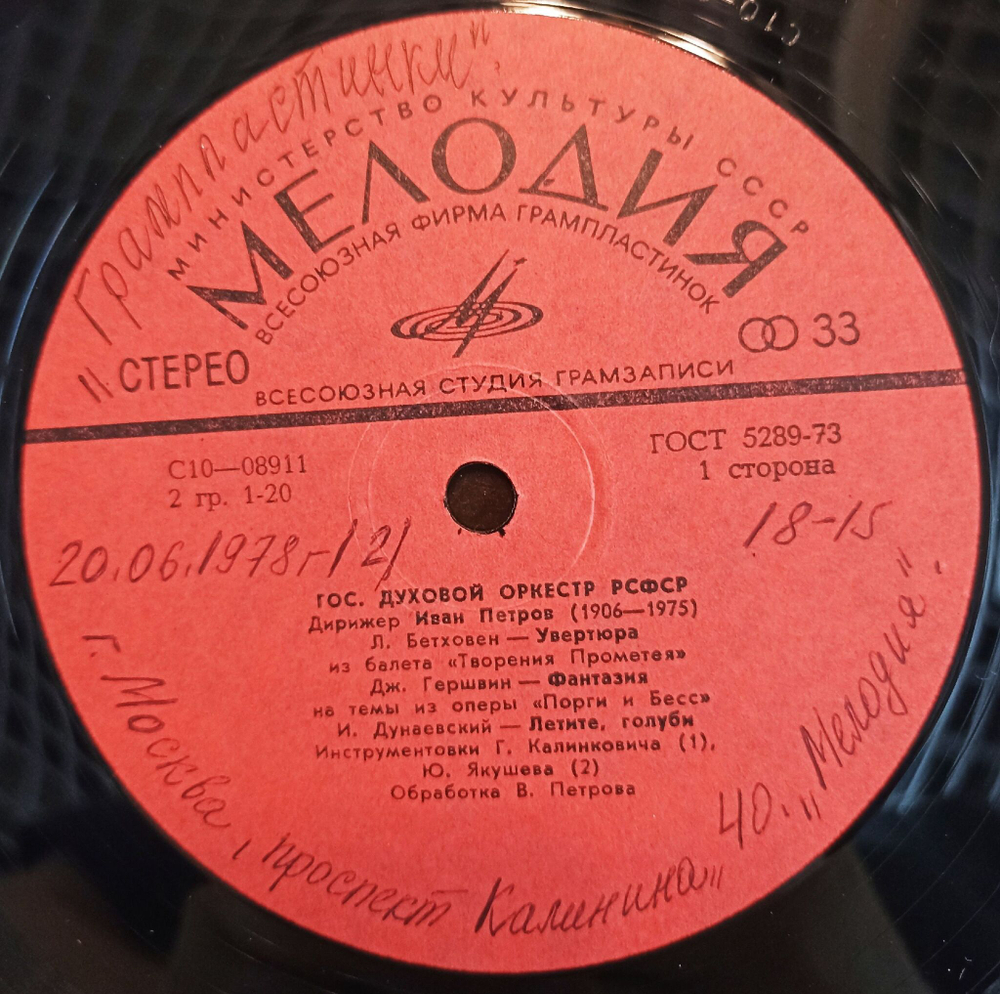 „Грампластинки".
МИНИСТЕРСТВО КУЛЬТУРЫ СССР
МЕЛОДИЯ
ВСЕСОЮЗНАЯ ФИРМА ГРАМПЛАСТИНОК
СТЕРЕО
33
ВСЕСОЮЗНАЯ СТУДИЯ ГРАМЗАПИСИ
С10—08911
ГОСТ 5289-73
2 гр. 1-20
1 сторона
20.06.1978г
18-15
ГОС. ДУХОВОЙ ОРКЕСТР РСФСР
Дирижер Иван Петров (1906—1975)
Л. Бетховен — Увертюра
из балета «Творения Прометея»
Дж. Гершвин — Фантазия
на темы из оперы «Порги и Бесс»
И. Дунаевский — Летите, голуби
Инструментовки Г. Калинковича (1),
Ю. Якушева (2)
Обработка В. Петрова
г. Москва, проспект Калинина" 40. „Мелодия".